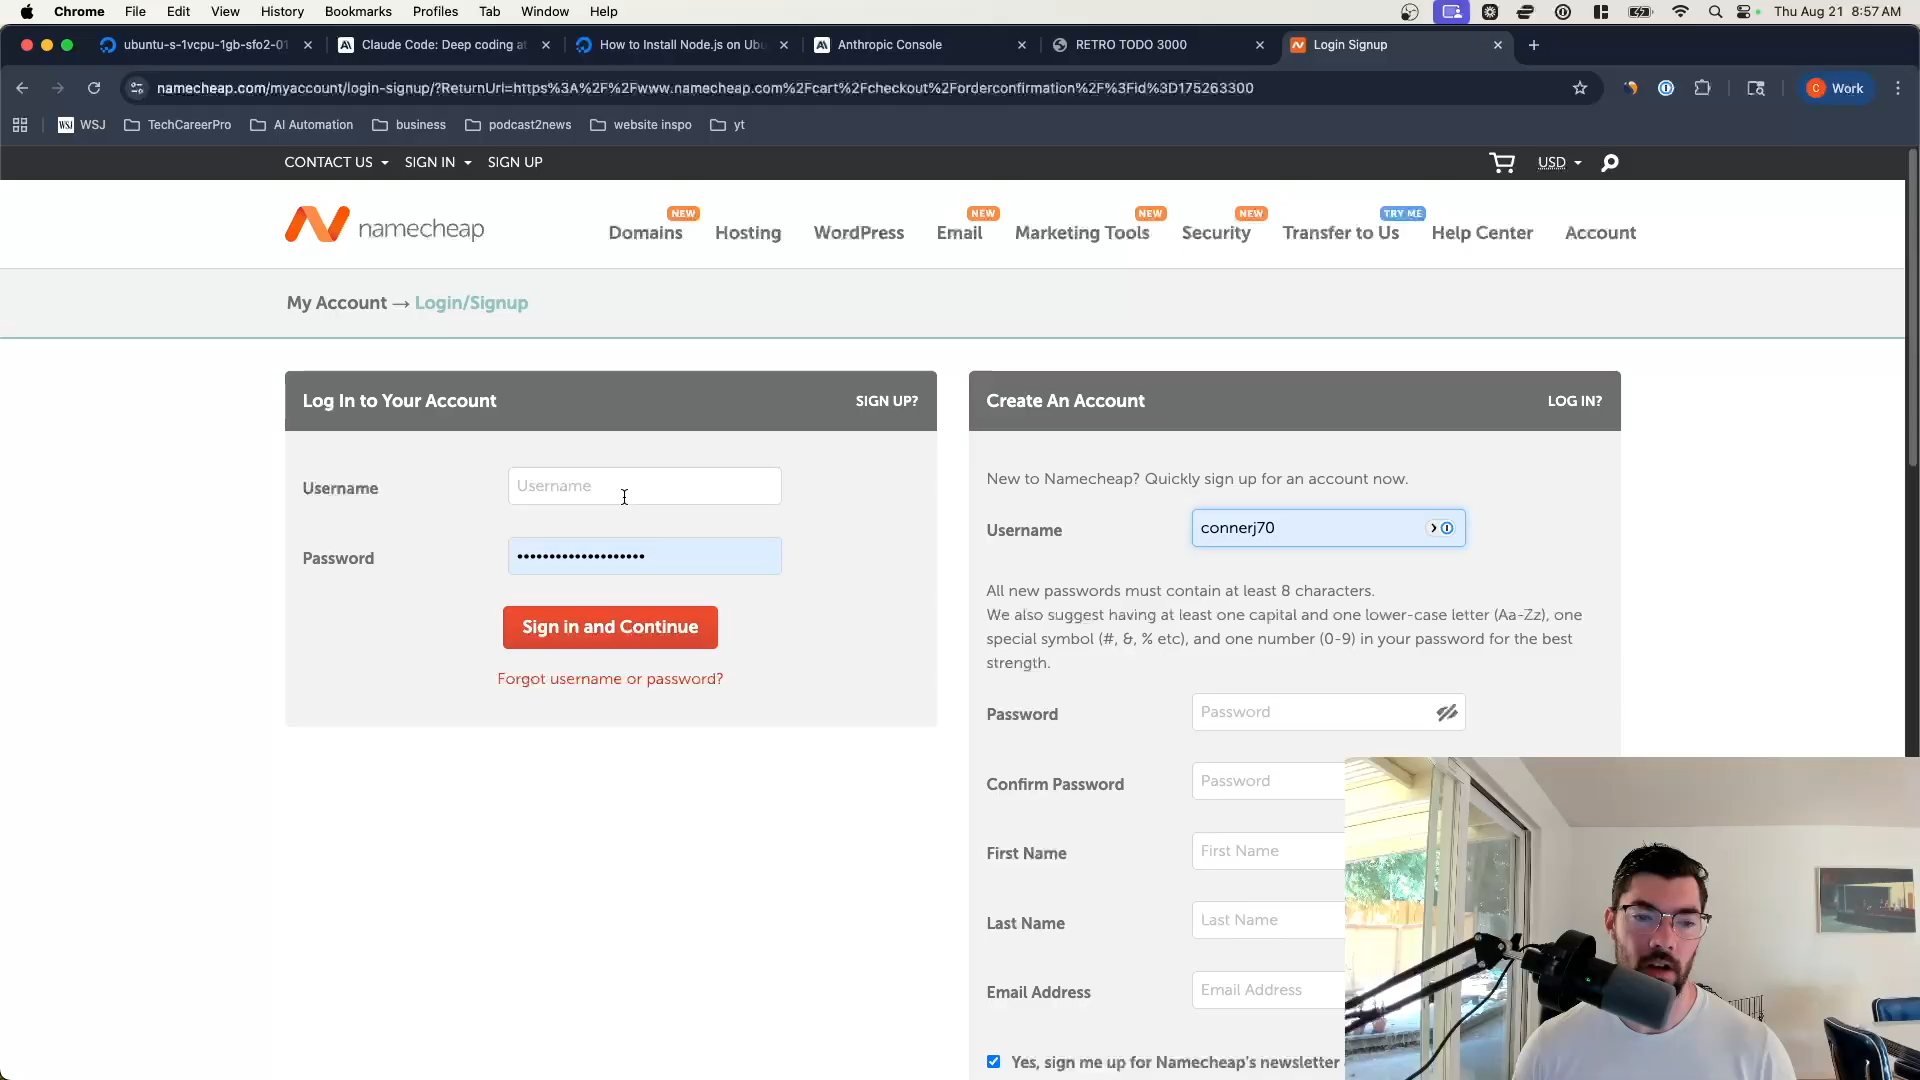 Chrome File Edit View History Bookmarks Profiles Tab Window Help Thu Aug 21 8:57 AM
ubuntu-s-1vcpu-1gb-sfo2-01 Claude Code: Deep coding at How to Install Node.js on Ubu Anthropic Console RETRO TODO 3000 Login Signup
namecheap.com/myaccount/login-signup/?ReturnUrl=https%3A%2F%2Fwww.namecheap.com%2Fcart%2Fcheckout%2Forderconfirmation%2F%3Fid%3D175263300 C Work
WSJ WSJ TechCareerPro AI Automation business podcast2news website inspo yt
CONTACT US SIGN IN SIGN UP USD
NEW NEW NEW NEW TRY ME
namecheap Domains Hosting WordPress Email Marketing Tools Security Transfer to Us Help Center Account
My Account → Login/Signup
Log In to Your Account SIGN UP?
Username Username
Password ••••••••••••••••••••
Sign in and Continue
Forgot username or password?
Create An Account LOG IN?
New to Namecheap? Quickly sign up for an account now.
Username connerj70
All new passwords must contain at least 8 characters.
We also suggest having at least one capital and one lower-case letter (Aa-Zz), one
special symbol (#, &, % etc), and one number (0-9) in your password for the best
strength.
Password Password
Confirm Password Password
First Name First Name
Last Name Last Name
Email Address Email Address
Yes, sign me up for Namecheap's newsletter